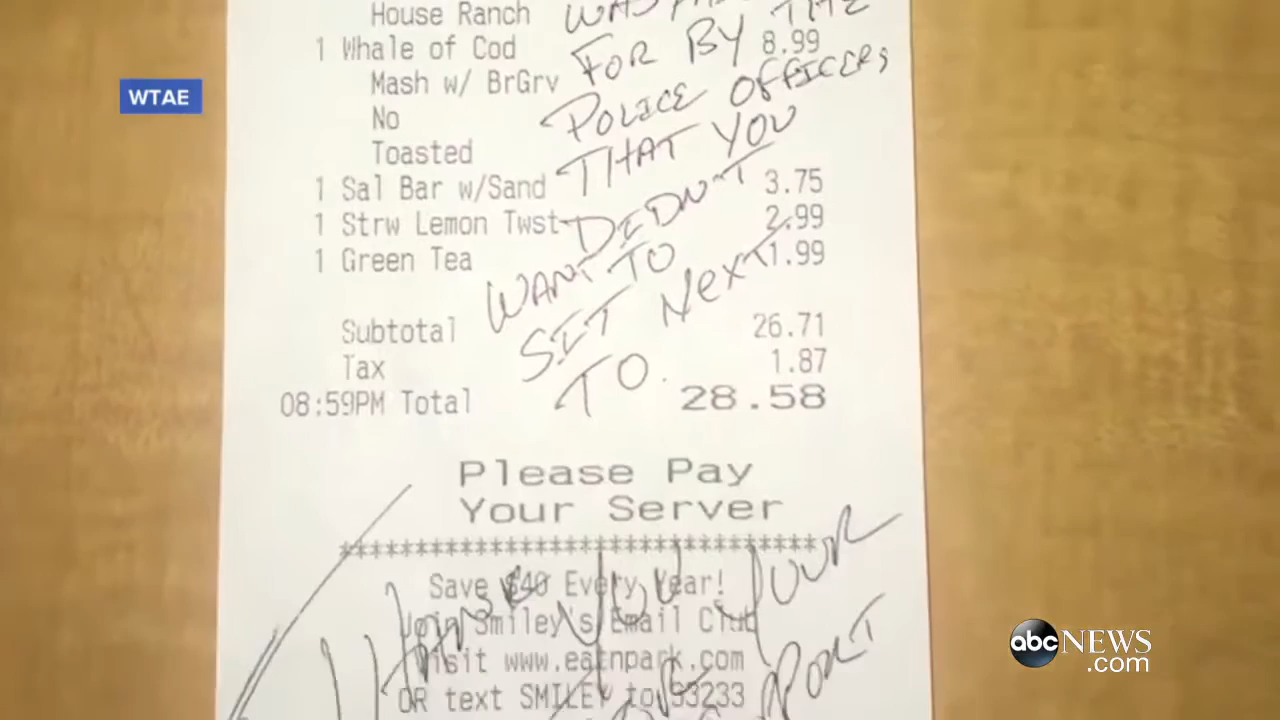 House Ranch
1 Whale of Cod 8.99
Mash w/ BrGrv
No
Toasted
1 Sal Bar w/Sand 3.75
1 Strw Lemon Twst 2.99
1 Green Tea 1.99
Subtotal 26.71
Tax 1.87
08:59PM Total 28.58
Please Pay
Your Server
*******************************
Save $40 Every Year!
Join Smiley's Email Club
Visit www.eatnpark.com
OR text SMILEY to 33233
THE
FOR BY
POLICE OFFICERS
THAT YOU
DIDN'T
WANT TO
SIT NEXT
TO.
THANK YOU YOUR
WTAE
abc NEWS
.com